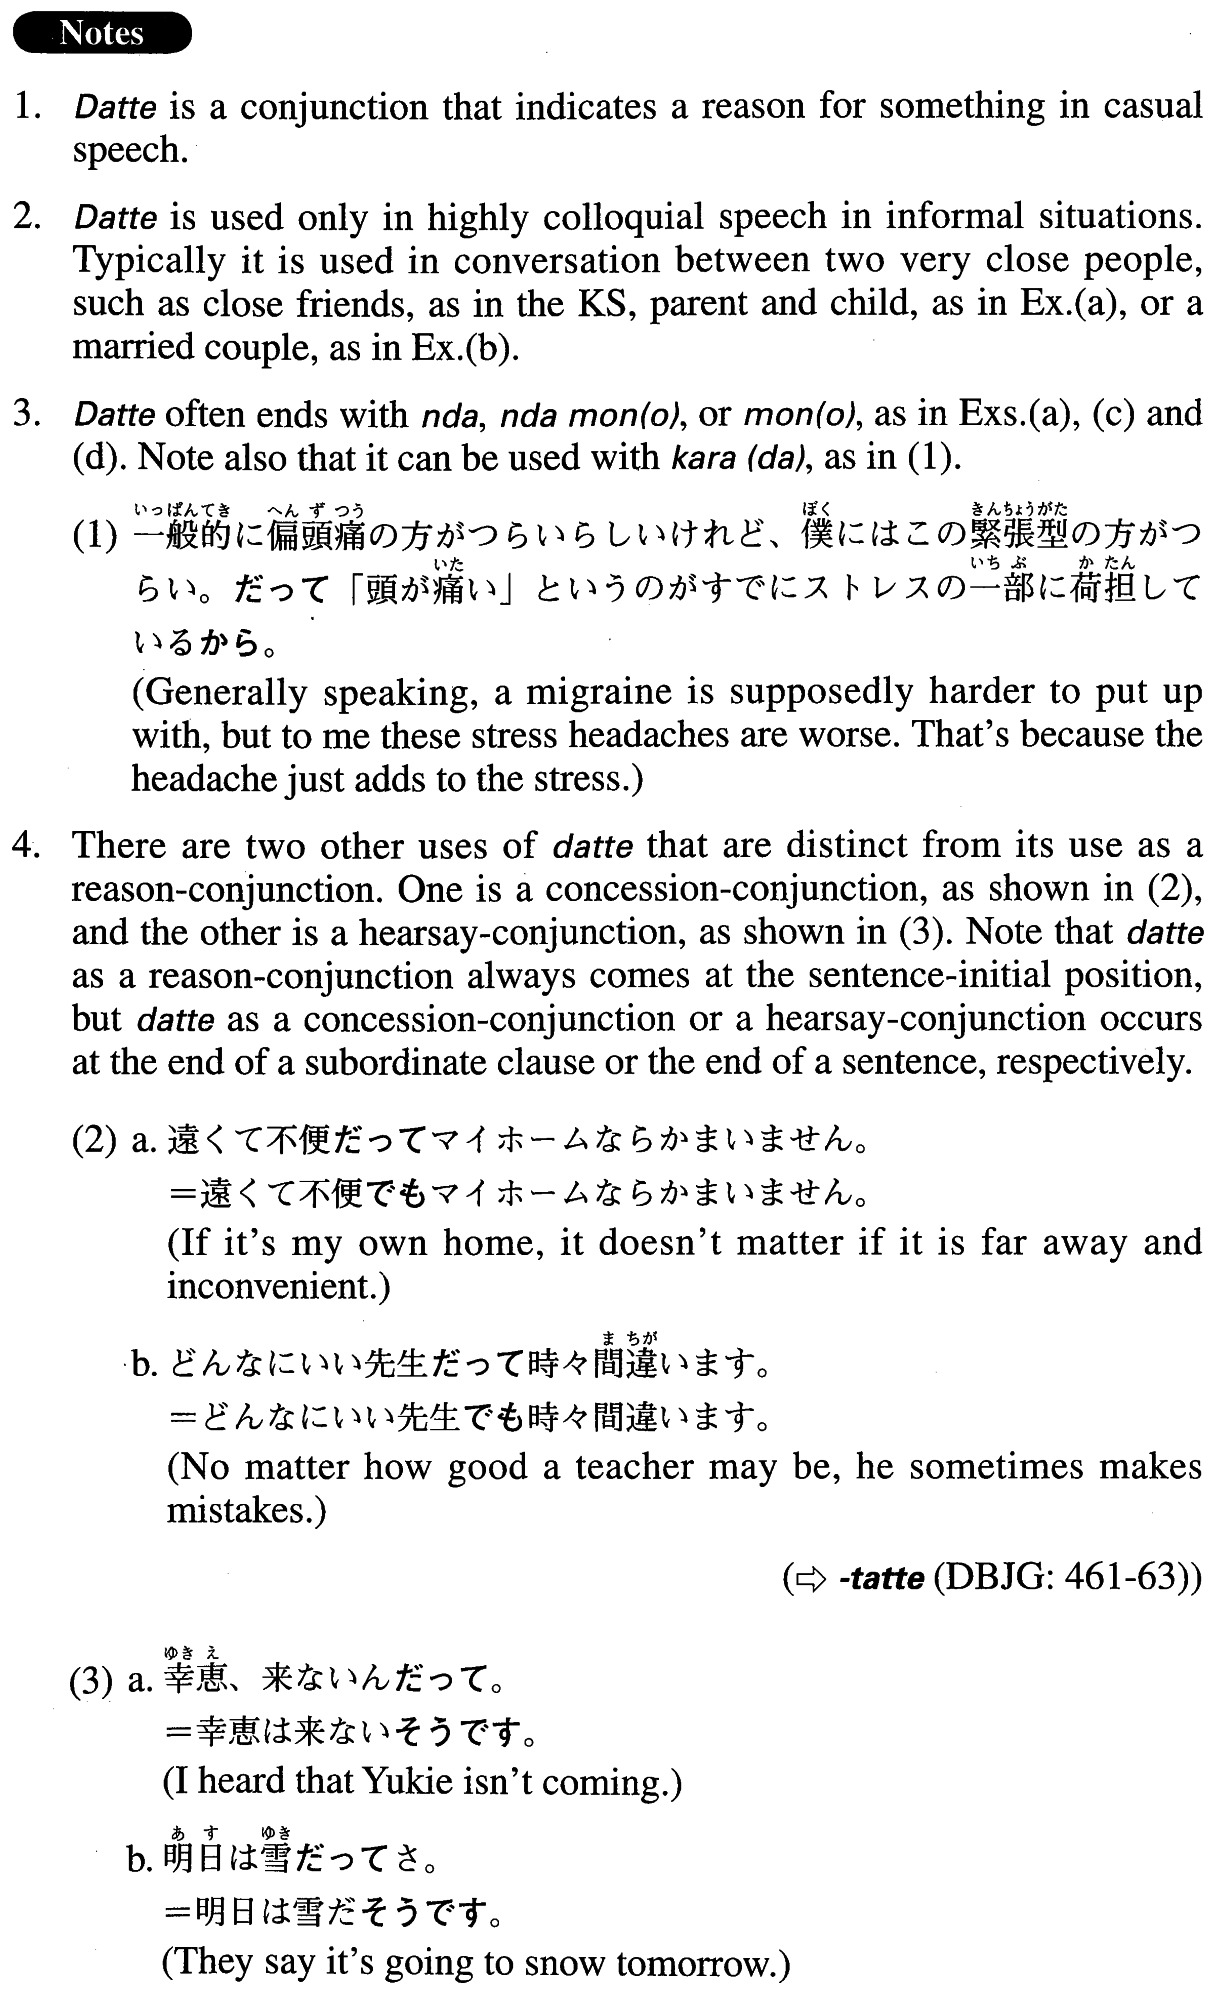 Notes
1. Datte is a conjunction that indicates a reason for something in casual
speech.
2. Datte is used only in highly colloquial speech in informal situations.
Typically it is used in conversation between two very close people,
such as close friends, as in the KS, parent and child, as in Ex.(a), or a
married couple, as in Ex.(b).
3. Datte often ends with nda, nda mon(o), or mon(o), as in Exs.(a), (c) and
(d). Note also that it can be used with kara (da), as in (1).
いっぱんてき へんずつう ぼく きんちょうがた
(1) 一般的に偏頭痛の方がつらいらしいけれど、僕にはこの緊張型の方がつ
いた いちぶ かたん
らい。だって「頭が痛い」というのがすでにストレスの一部に荷担して
いるから。
(Generally speaking, a migraine is supposedly harder to put up
with, but to me these stress headaches are worse. That's because the
headache just adds to the stress.)
4. There are two other uses of datte that are distinct from its use as a
reason-conjunction. One is a concession-conjunction, as shown in (2),
and the other is a hearsay-conjunction, as shown in (3). Note that datte
as a reason-conjunction always comes at the sentence-initial position,
but datte as a concession-conjunction or a hearsay-conjunction occurs
at the end of a subordinate clause or the end of a sentence, respectively.
(2) a. 遠くて不便だってマイホームならかまいません。
＝遠くて不便でもマイホームならかまいません。
(If it's my own home, it doesn't matter if it is far away and
inconvenient.)
まちが
b. どんなにいい先生だって時々間違います。
＝どんなにいい先生でも時々間違います。
(No matter how good a teacher may be, he sometimes makes
mistakes.)
(⇨ -tatte (DBJG: 461-63))
ゆきえ
(3) a. 幸恵、来ないんだって。
＝幸恵は来ないそうです。
(I heard that Yukie isn't coming.)
あす ゆき
b. 明日は雪だってさ。
＝明日は雪だそうです。
(They say it's going to snow tomorrow.)